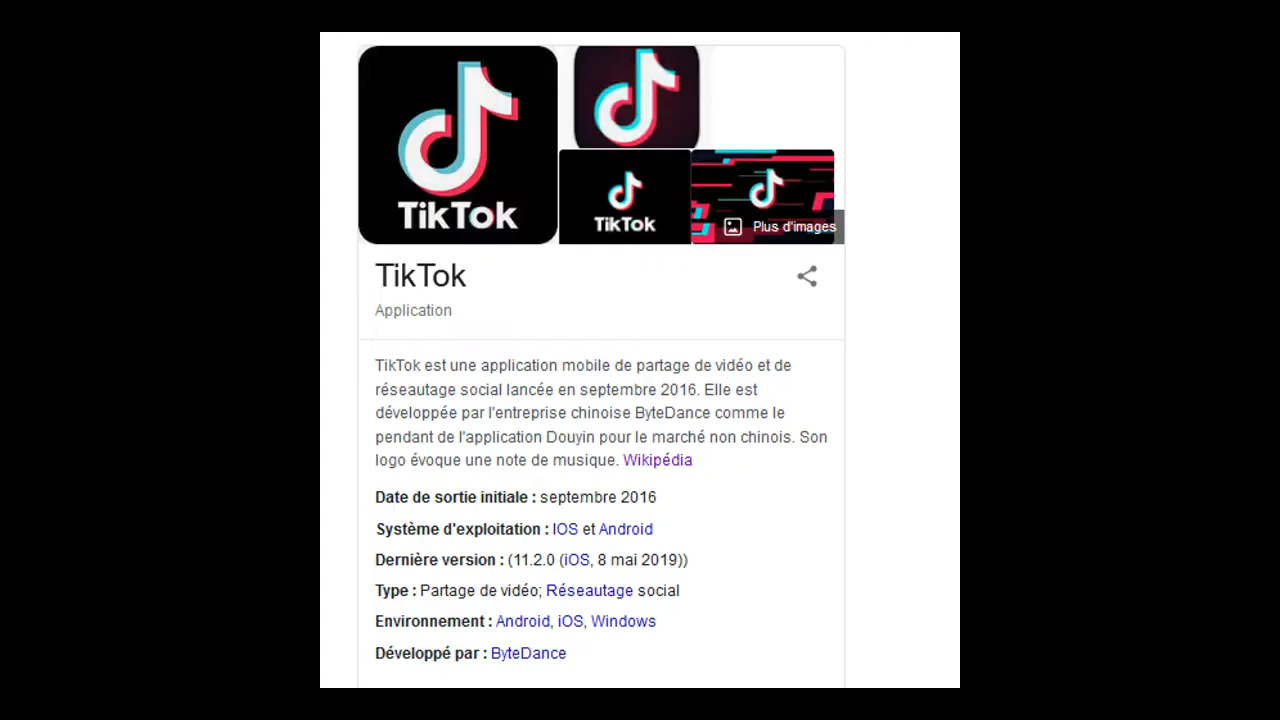 TikTok
TikTok
Plus d'images
TikTok
Application
TikTok est une application mobile de partage de vidéo et de
réseautage social lancée en septembre 2016. Elle est
développée par l'entreprise chinoise ByteDance comme le
pendant de l'application Douyin pour le marché non chinois. Son
logo évoque une note de musique. Wikipédia
Date de sortie initiale : septembre 2016
Système d'exploitation : IOS et Android
Dernière version : (11.2.0 (iOS, 8 mai 2019))
Type : Partage de vidéo; Réseautage social
Environnement : Android, iOS, Windows
Développé par : ByteDance